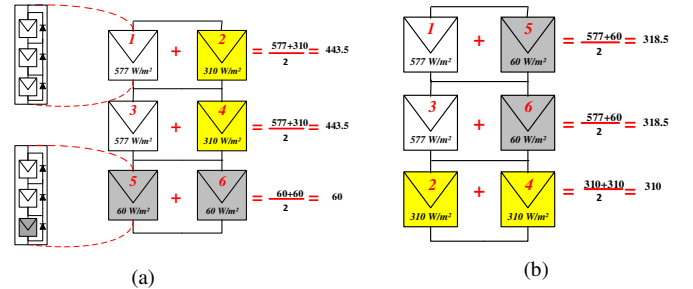 1 + 2 = 577+310 / 2 = 443.5
577 W/m² 310 W/m²
3 + 4 = 577+310 / 2 = 443.5
577 W/m² 310 W/m²
5 + 6 = 60+60 / 2 = 60
60 W/m² 60 W/m²
(a)
1 + 5 = 577+60 / 2 = 318.5
577 W/m² 60 W/m²
3 + 6 = 577+60 / 2 = 318.5
577 W/m² 60 W/m²
2 + 4 = 310+310 / 2 = 310
310 W/m² 310 W/m²
(b)